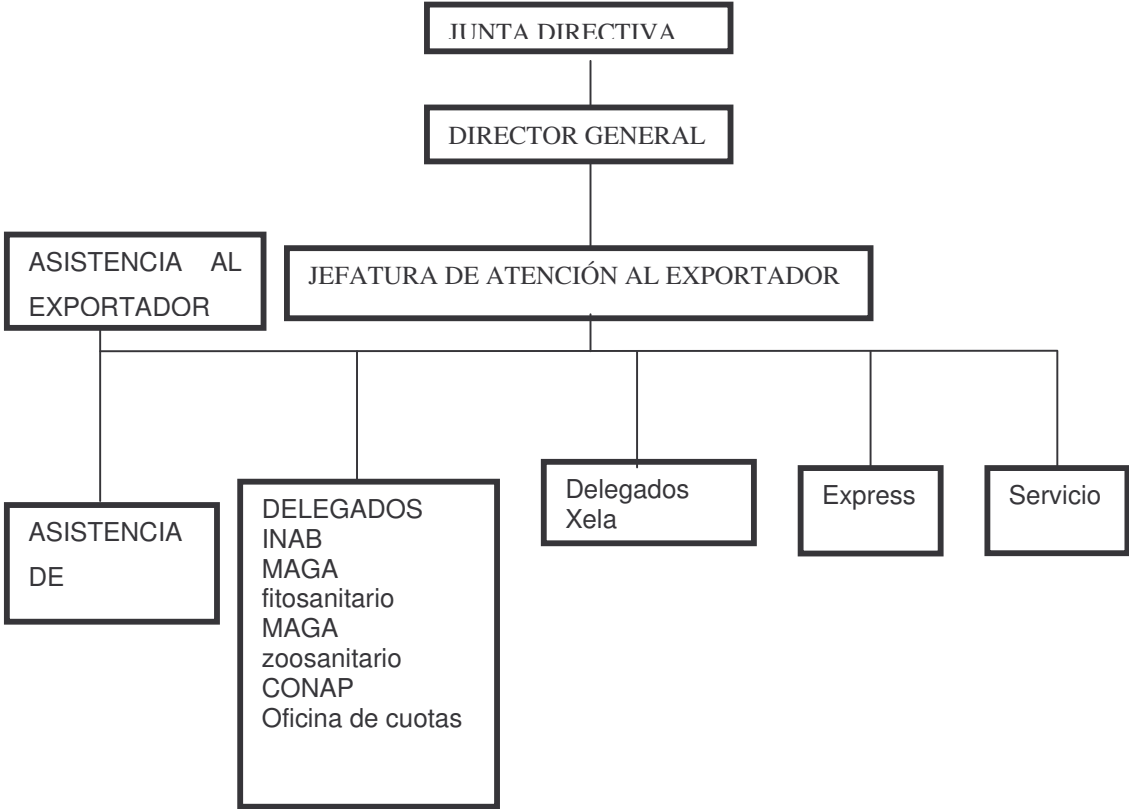 JUNTA DIRECTIVA
DIRECTOR GENERAL
ASISTENCIA AL
EXPORTADOR
JEFATURA DE ATENCIÓN AL EXPORTADOR
ASISTENCIA
DE
DELEGADOS
INAB
MAGA
fitosanitario
MAGA
zoosanitario
CONAP
Oficina de cuotas
Delegados
Xela
Express
Servicio